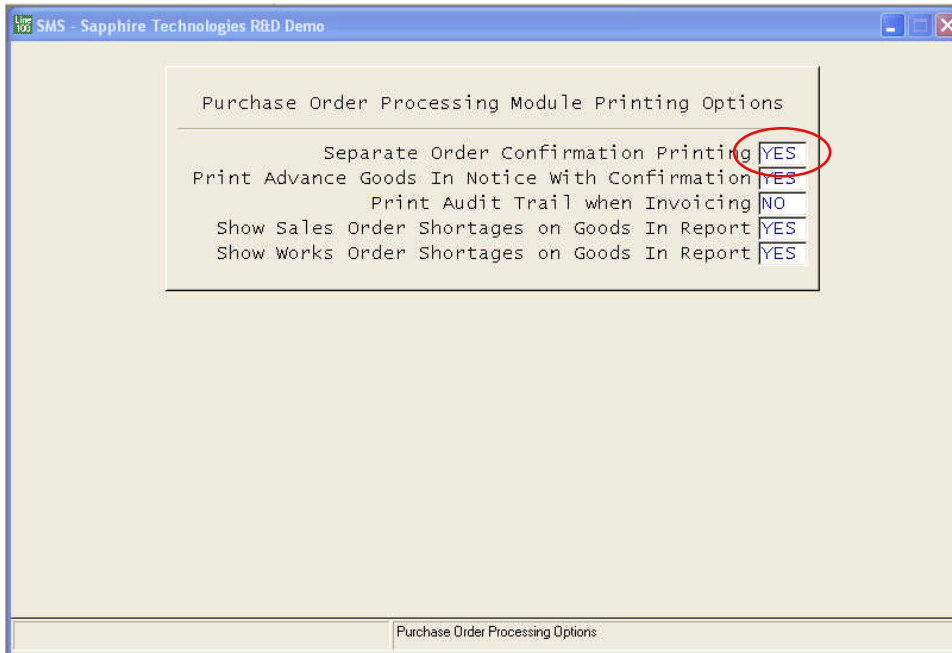 Line 100 SMS - Sapphire Technologies R&D Demo
Purchase Order Processing Module Printing Options
Separate Order Confirmation Printing YES
Print Advance Goods In Notice With Confirmation YES
Print Audit Trail when Invoicing NO
Show Sales Order Shortages on Goods In Report YES
Show Works Order Shortages on Goods In Report YES
Purchase Order Processing Options